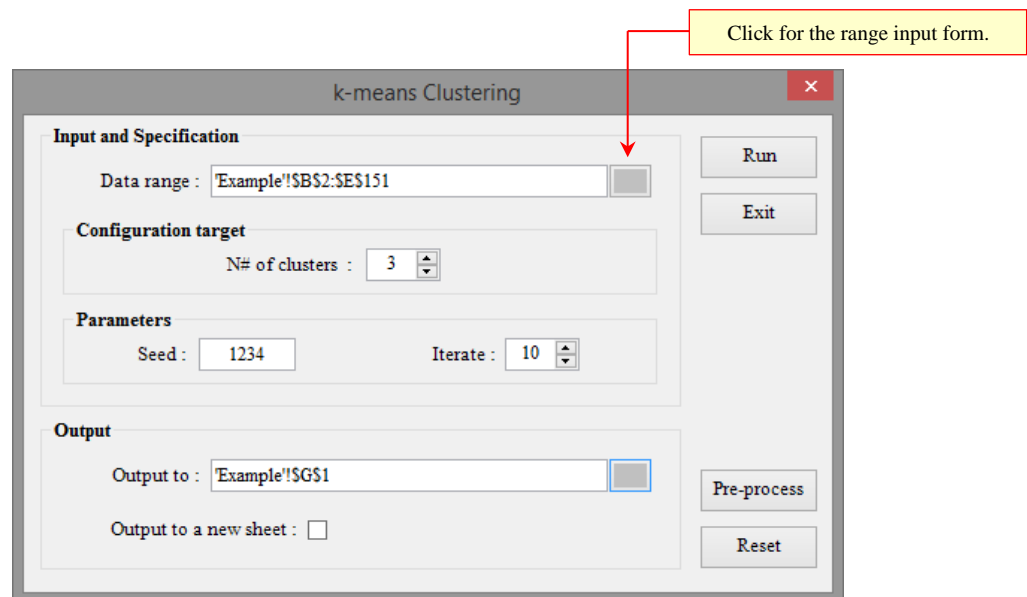 Click for the range input form.
k-means Clustering
×
Input and Specification
Data range : 'Example'!$B$2:$E$151
Run
Exit
Configuration target
N# of clusters : 3
Parameters
Seed : 1234 Iterate : 10
Output
Output to : 'Example'!$G$1
Pre-process
Output to a new sheet :
Reset